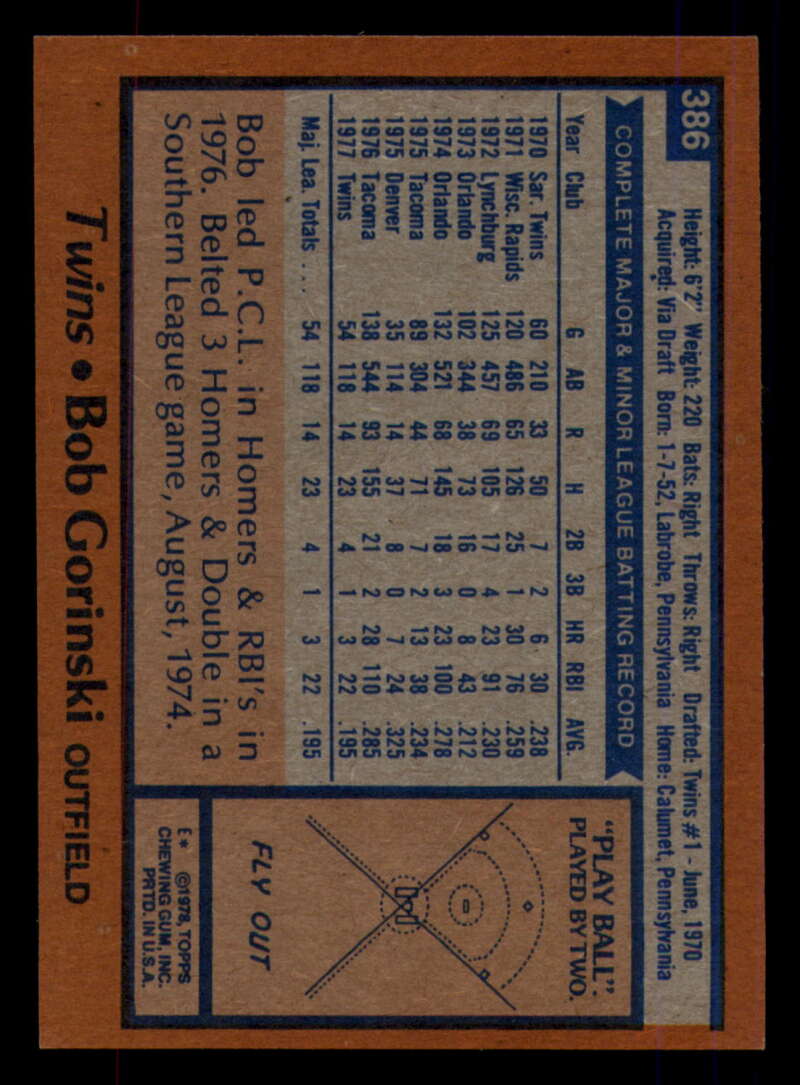 386
Height: 6'2" Weight: 220 Bats: Right Throws: Right Drafted: Twins #1 - June, 1970
Acquired: Via Draft Born: 1-7-52, Labrobe, Pennsylvania Home: Calumet, Pennsylvania
COMPLETE MAJOR & MINOR LEAGUE BATTING RECORD
Year Club G AB R H 2B 3B HR RBI AVG.
1970 Sar. Twins 60 210 33 50 7 2 6 30 .238
1971 Wisc. Rapids 120 486 65 126 25 1 30 76 .259
1972 Lynchburg 125 457 69 105 17 4 23 91 .230
1973 Orlando 102 344 38 73 16 0 8 43 .212
1974 Orlando 132 521 68 145 18 3 23 100 .278
1975 Tacoma 89 304 44 71 7 2 13 38 .234
1975 Denver 35 114 14 37 8 0 7 24 .325
1976 Tacoma 138 544 93 155 21 2 28 110 .285
1977 Twins 54 118 14 23 4 1 3 22 .195
Maj. Lea. Totals .... 54 118 14 23 4 1 3 22 .195
Bob led P.C.L. in Homers & RBI's in
1976. Belted 3 Homers & Double in a
Southern League game, August, 1974.
"PLAY BALL":
PLAYED BY TWO.
FLY OUT
E* ©1978, TOPPS
CHEWING GUM, INC.
PRTD. IN U.S.A.
Twins • Bob Gorinski OUTFIELD